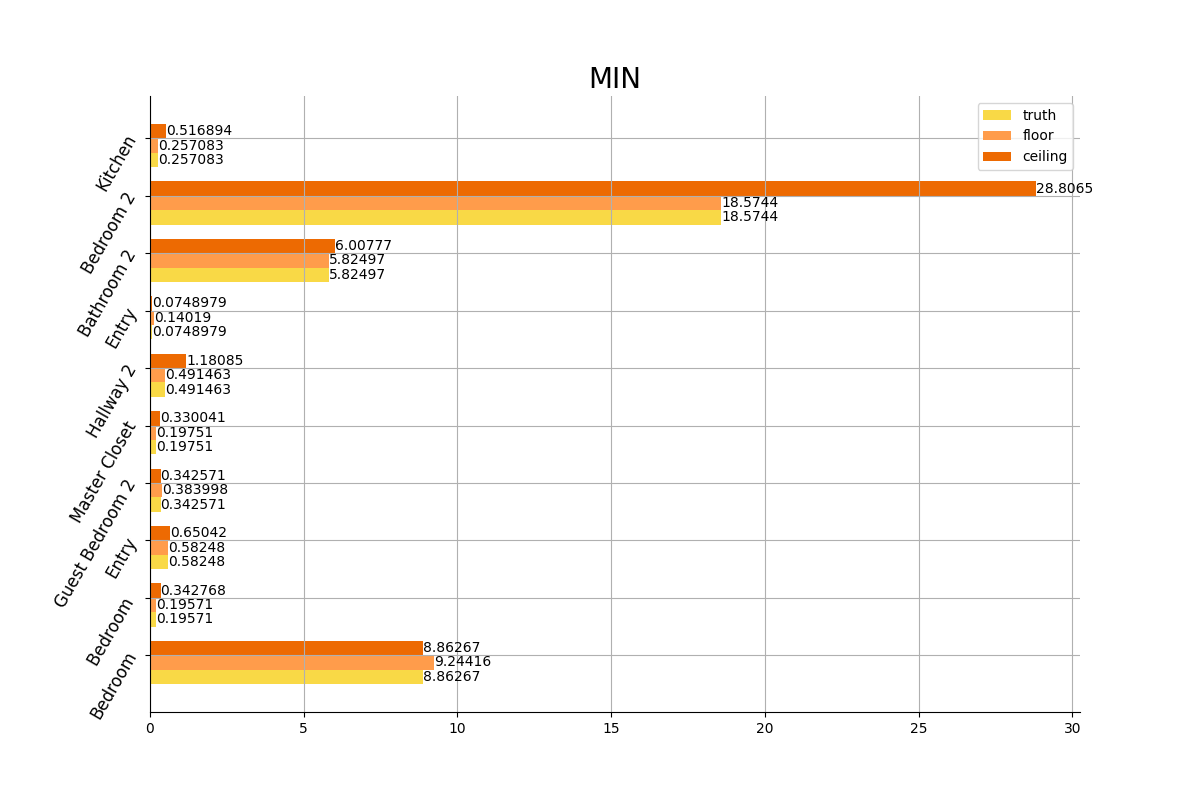 MIN
truth
floor
ceiling
Kitchen
0.516894
0.257083
0.257083
Bedroom 2
28.8065
18.5744
18.5744
Bathroom 2
6.00777
5.82497
5.82497
Entry
0.0748979
0.14019
0.0748979
Hallway 2
1.18085
0.491463
0.491463
Master Closet
0.330041
0.19751
0.19751
Guest Bedroom 2
0.342571
0.383998
0.342571
Entry
0.65042
0.58248
0.58248
Bedroom
0.342768
0.19571
0.19571
Bedroom
8.86267
9.24416
8.86267
0 5 10 15 20 25 30